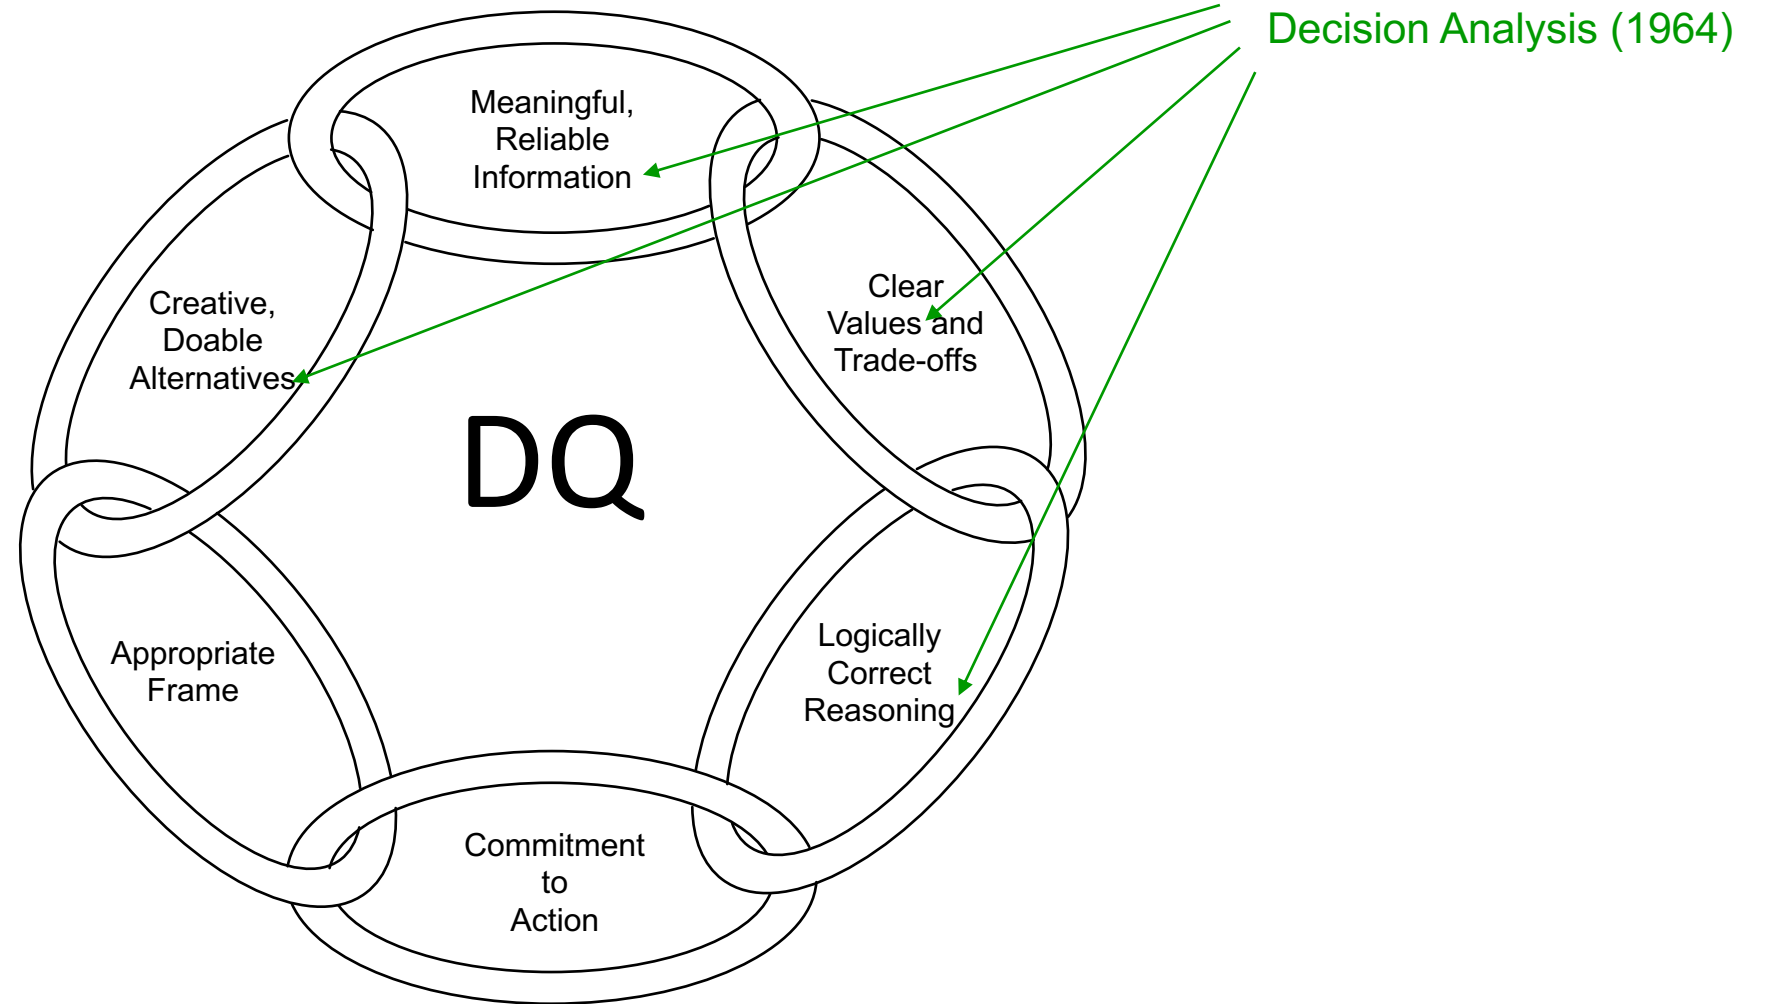 Decision Analysis (1964)
Meaningful,
Reliable
Information
Clear
Values and
Trade-offs
Creative,
Doable
Alternatives
DQ
Logically
Correct
Reasoning
Appropriate
Frame
Commitment
to
Action